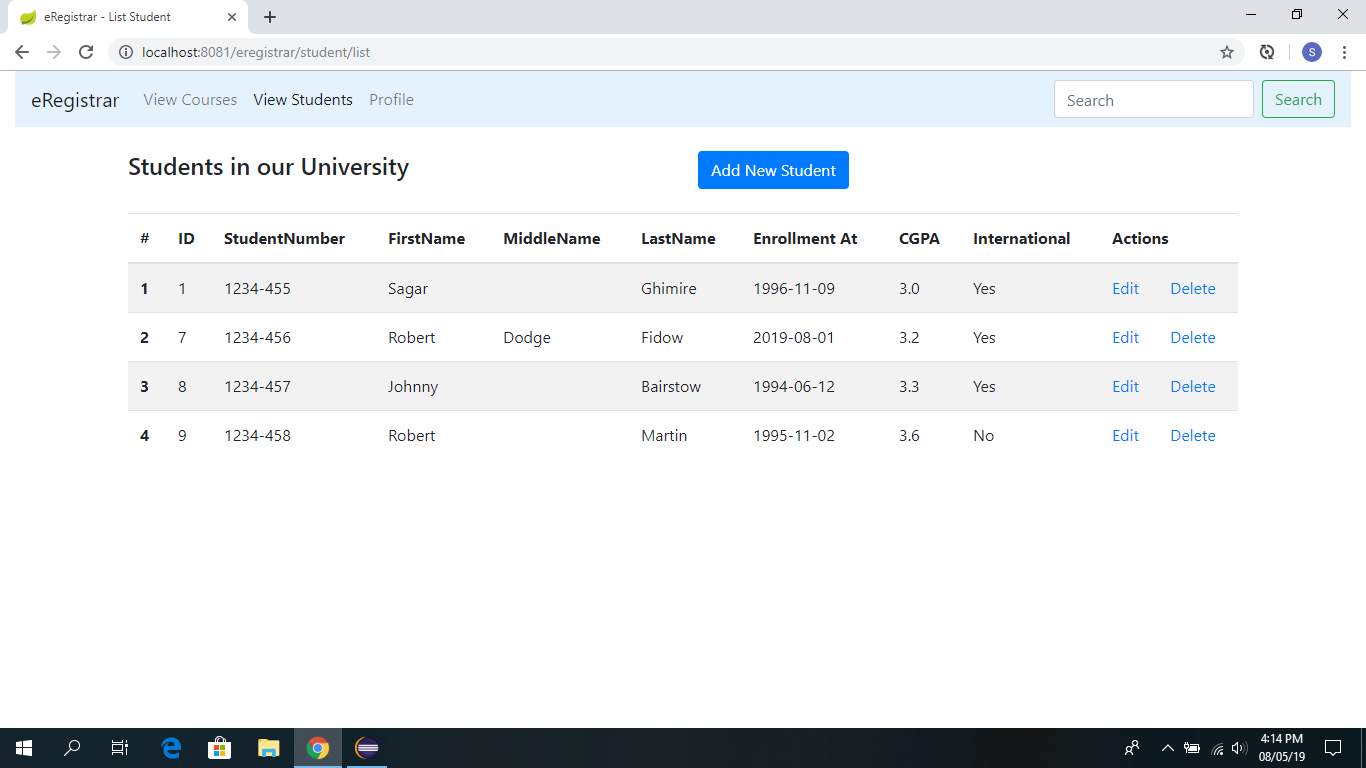 eRegistrar - List Student
localhost:8081/eregistrar/student/list
S
eRegistrar View Courses View Students Profile Search Search
Students in our University Add New Student
# ID StudentNumber FirstName MiddleName LastName Enrollment At CGPA International Actions
1 1 1234-455 Sagar Ghimire 1996-11-09 3.0 Yes Edit Delete
2 7 1234-456 Robert Dodge Fidow 2019-08-01 3.2 Yes Edit Delete
3 8 1234-457 Johnny Bairstow 1994-06-12 3.3 Yes Edit Delete
4 9 1234-458 Robert Martin 1995-11-02 3.6 No Edit Delete
4:14 PM
08/05/19